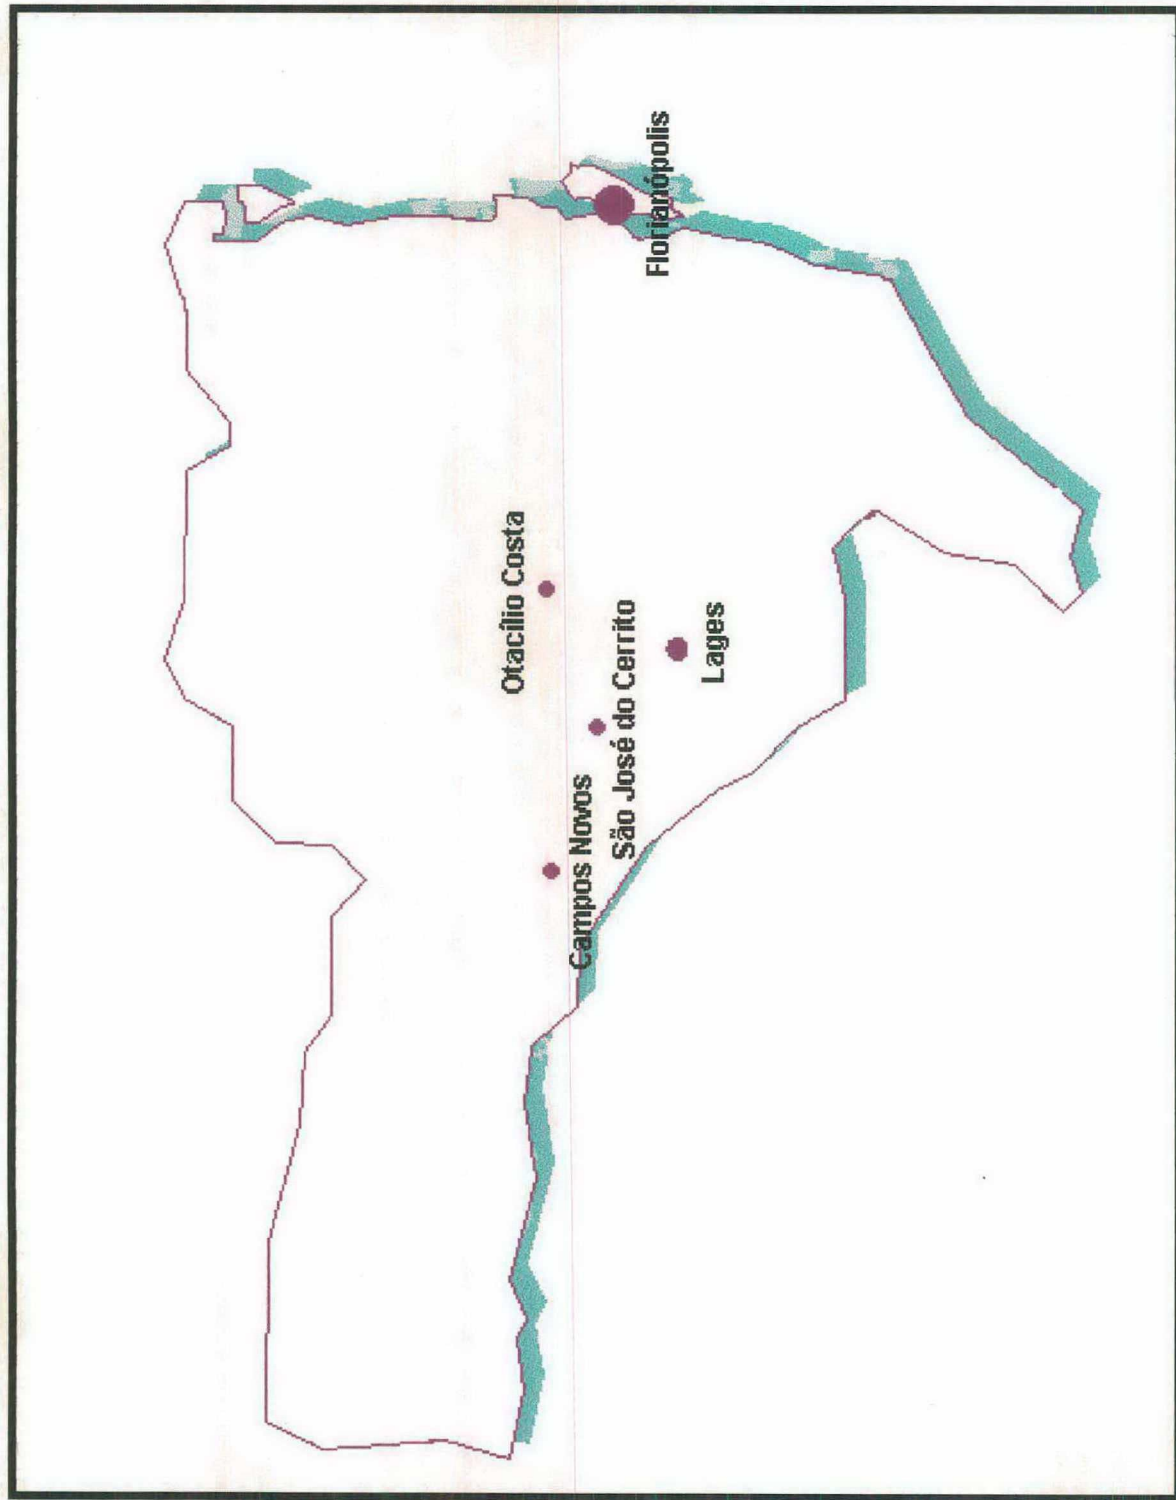 Florianópolis
Otacílio Costa
São José do Cerrito
Lages
Campos Novos